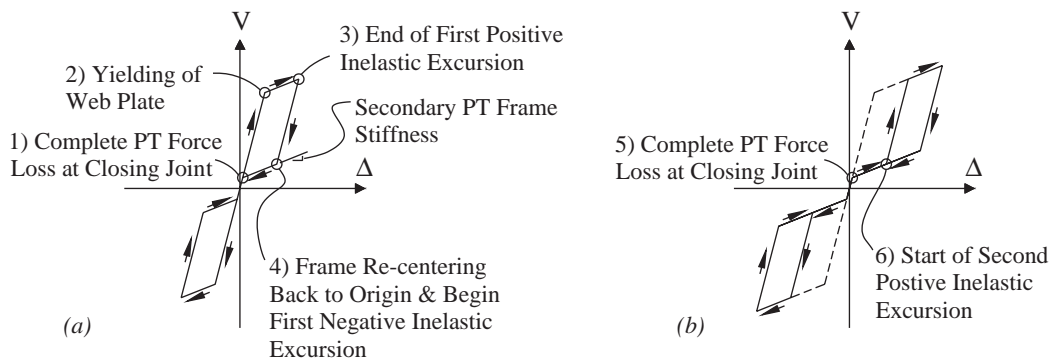 V
3) End of First Positive
Inelastic Excursion
2) Yielding of
Web Plate
Secondary PT Frame
Stiffness
1) Complete PT Force
Loss at Closing Joint
Δ
4) Frame Re-centering
Back to Origin & Begin
First Negative Inelastic
Excursion
(a)
V
5) Complete PT Force
Loss at Closing Joint
Δ
6) Start of Second
Postive Inelastic
Excursion
(b)